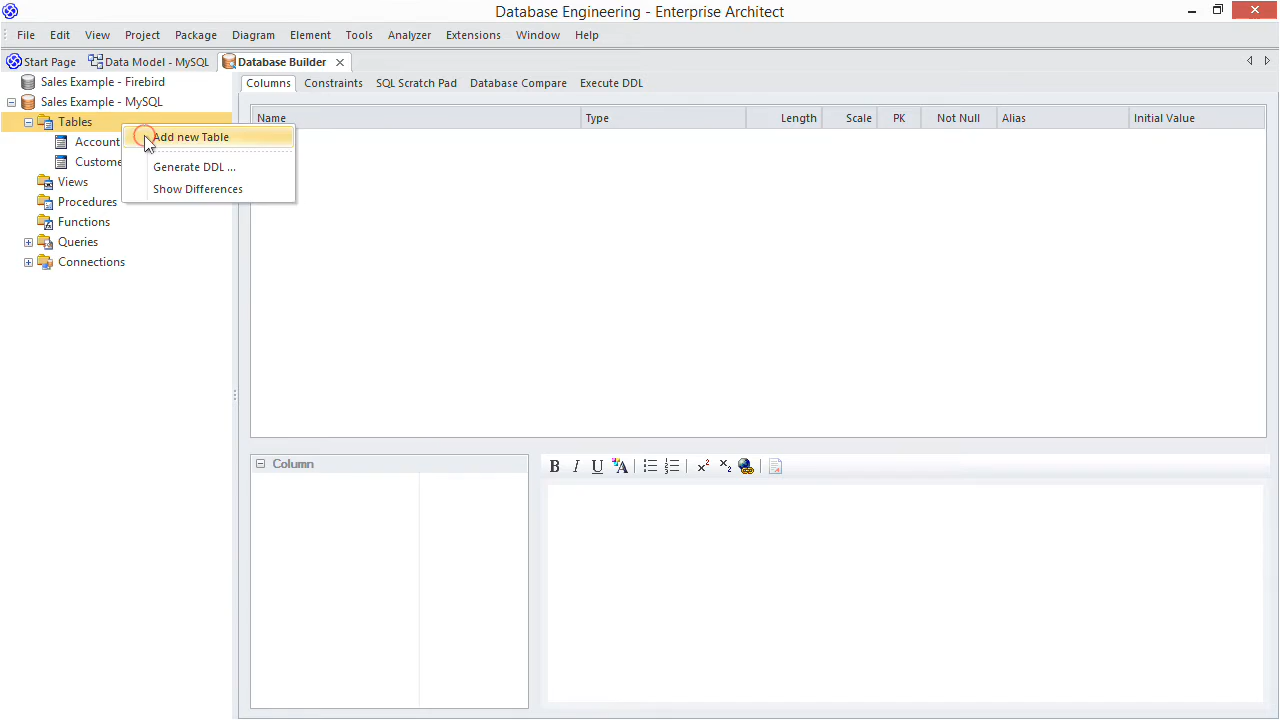 Database Engineering - Enterprise Architect
File Edit View Project Package Diagram Element Tools Analyzer Extensions Window Help
Start Page Data Model - MySQL Database Builder
Sales Example - Firebird
Sales Example - MySQL
Tables
Account
Custome
Views
Procedures
Functions
Queries
Connections
Add new Table
Generate DDL ...
Show Differences
Columns Constraints SQL Scratch Pad Database Compare Execute DDL
Name Type Length Scale PK Not Null Alias Initial Value
Column
B I U A x² x₂